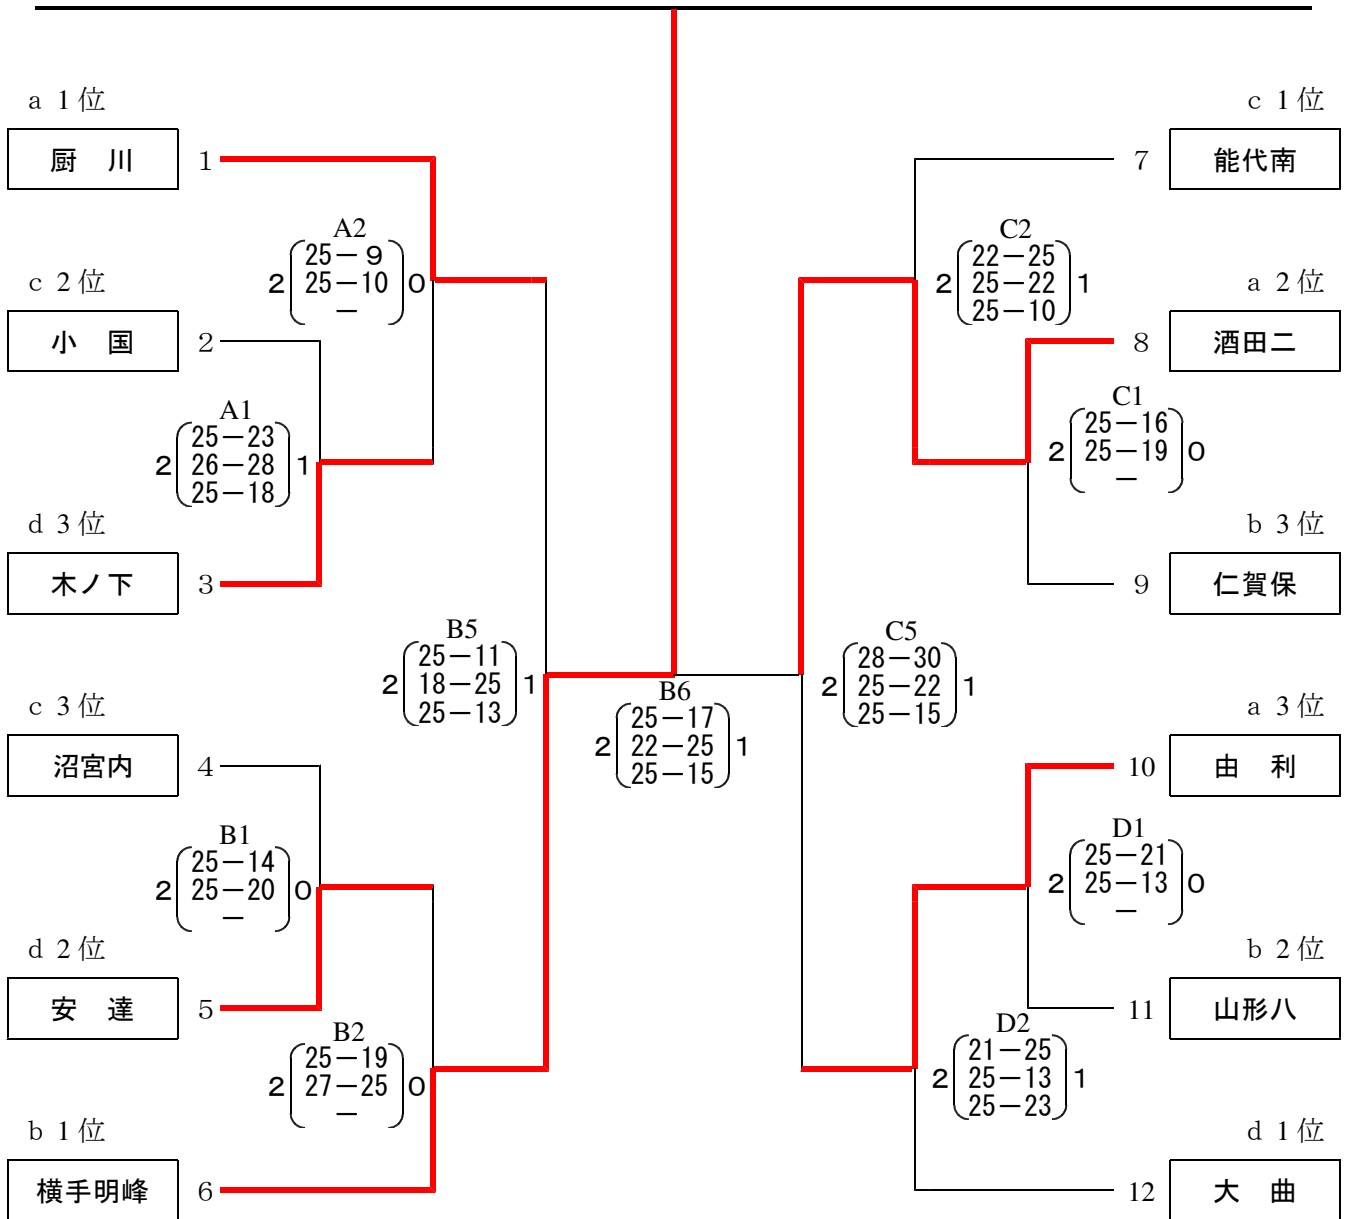 a 1位
厨 川 1
A2
25－9
2 25－10 0
－
c 2位
小 国 2
A1
25－23
2 26－28 1
25－18
d 3位
木ノ下 3
B5
25－11
2 18－25 1
25－13
c 3位
沼宮内 4
B1
25－14
2 25－20 0
－
d 2位
安 達 5
B2
25－19
2 27－25 0
－
b 1位
横手明峰 6
B6
25－17
2 22－25 1
25－15
c 1位
7 能代南
C2
22－25
2 25－22 1
25－10
a 2位
8 酒田二
C1
25－16
2 25－19 0
－
b 3位
9 仁賀保
C5
28－30
2 25－22 1
25－15
a 3位
10 由 利
D1
25－21
2 25－13 0
－
b 2位
11 山形八
D2
21－25
2 25－13 1
25－23
d 1位
12 大 曲